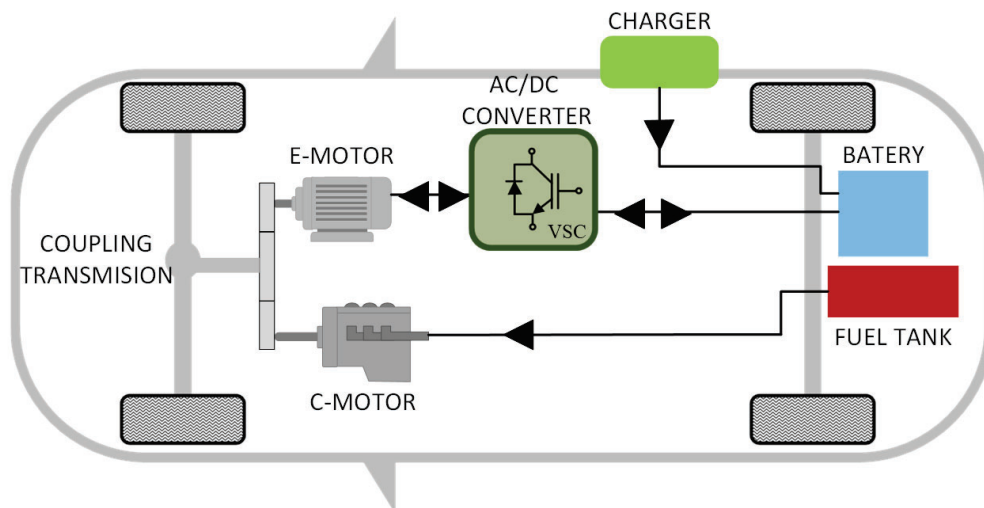 CHARGER
AC/DC
CONVERTER
E-MOTOR
BATERY
VSC
COUPLING
TRANSMISION
FUEL TANK
C-MOTOR